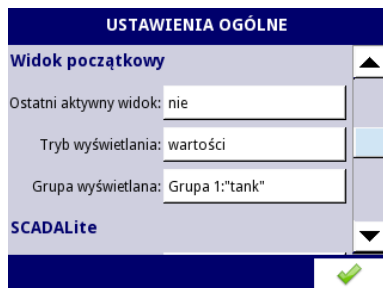 USTAWIENIA OGÓLNE
Widok początkowy
Ostatni aktywny widok: nie
Tryb wyświetlania: wartości
Grupa wyświetlana: Grupa 1:"tank"
SCADALite